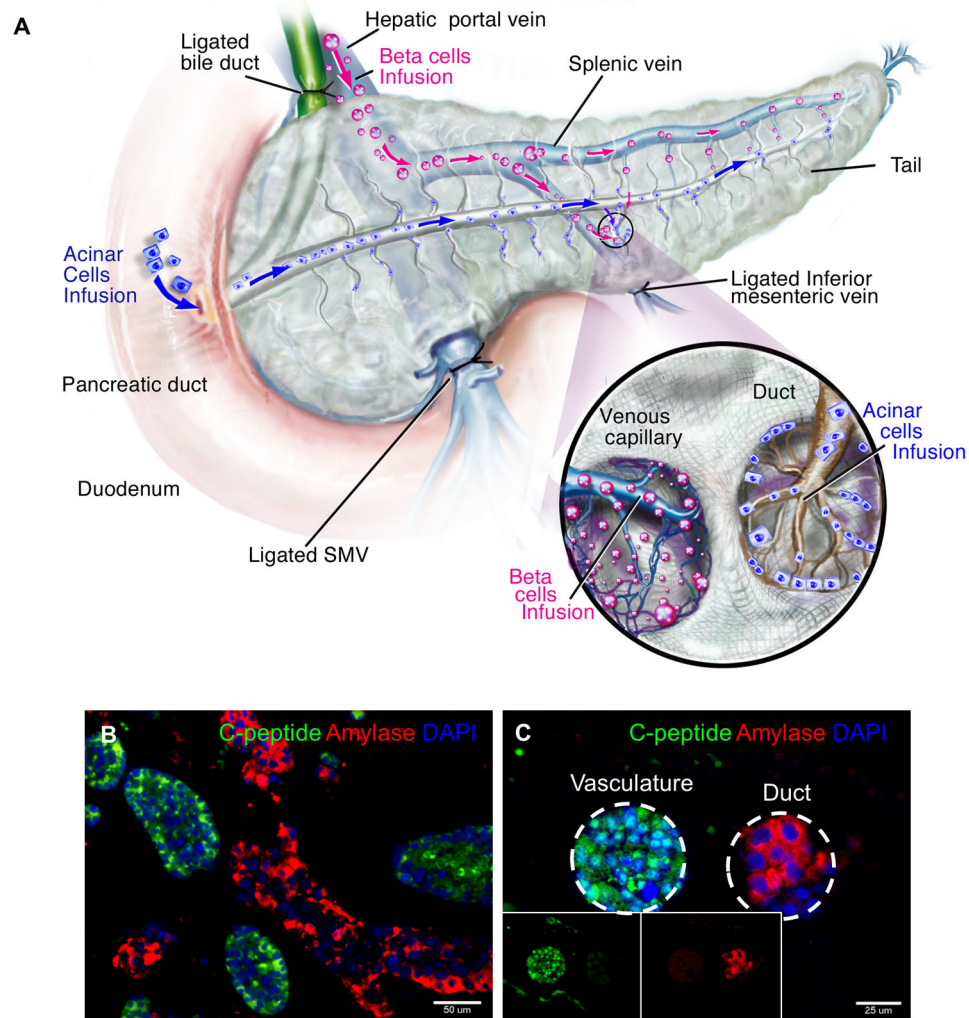 A
Hepatic portal vein
Ligated
bile duct
Beta cells
Infusion
Splenic vein
Tail
Acinar
Cells
Infusion
Ligated Inferior
mesenteric vein
Pancreatic duct
Duodenum
Ligated SMV
Venous
capillary
Duct
Acinar
cells
Infusion
Beta
cells
Infusion
B
C-peptide Amylase DAPI
50 um
C
C-peptide Amylase DAPI
Vasculature
Duct
25 um